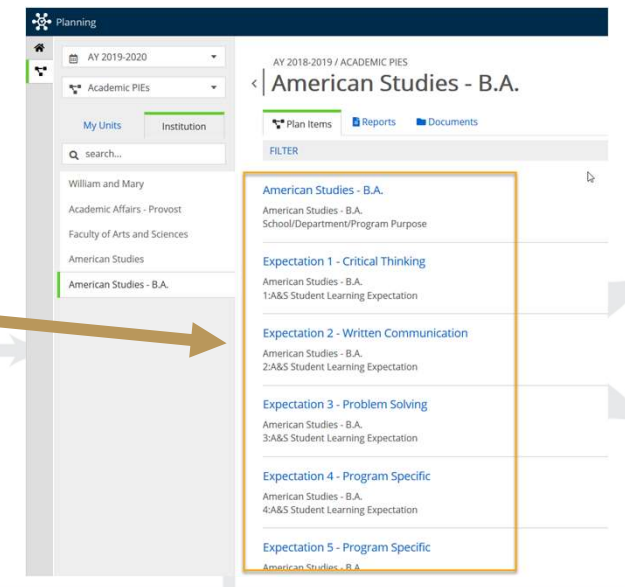 Planning
AY 2019-2020
Academic PIEs
My Units
Institution
search...
William and Mary
Academic Affairs - Provost
Faculty of Arts and Sciences
American Studies
American Studies - B.A.
AY 2018-2019 / ACADEMIC PIES
American Studies - B.A.
Plan Items
Reports
Documents
FILTER
American Studies - B.A.
American Studies - B.A.
School/Department/Program Purpose
Expectation 1 - Critical Thinking
American Studies - B.A.
1:A&S Student Learning Expectation
Expectation 2 - Written Communication
American Studies - B.A.
2:A&S Student Learning Expectation
Expectation 3 - Problem Solving
American Studies - B.A.
3:A&S Student Learning Expectation
Expectation 4 - Program Specific
American Studies - B.A.
4:A&S Student Learning Expectation
Expectation 5 - Program Specific
American Studies - B.A.